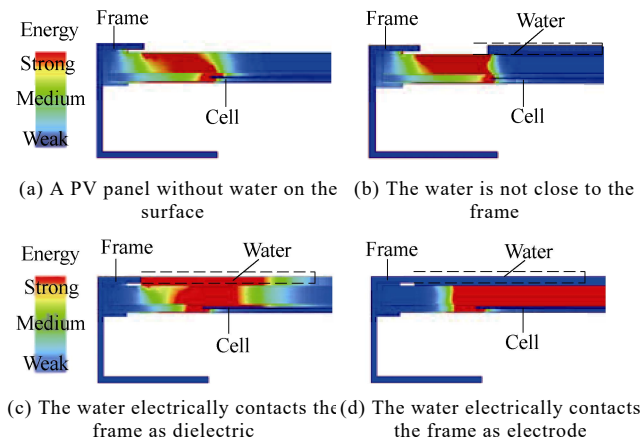 Energy
Strong
Medium
Weak
Frame
Cell
(a) A PV panel without water on the
surface
Frame
Water
Cell
(b) The water is not close to the
frame
Energy
Strong
Medium
Weak
Frame
Water
Cell
(c) The water electrically contacts the
frame as dielectric
Frame
Water
Cell
(d) The water electrically contacts
the frame as electrode